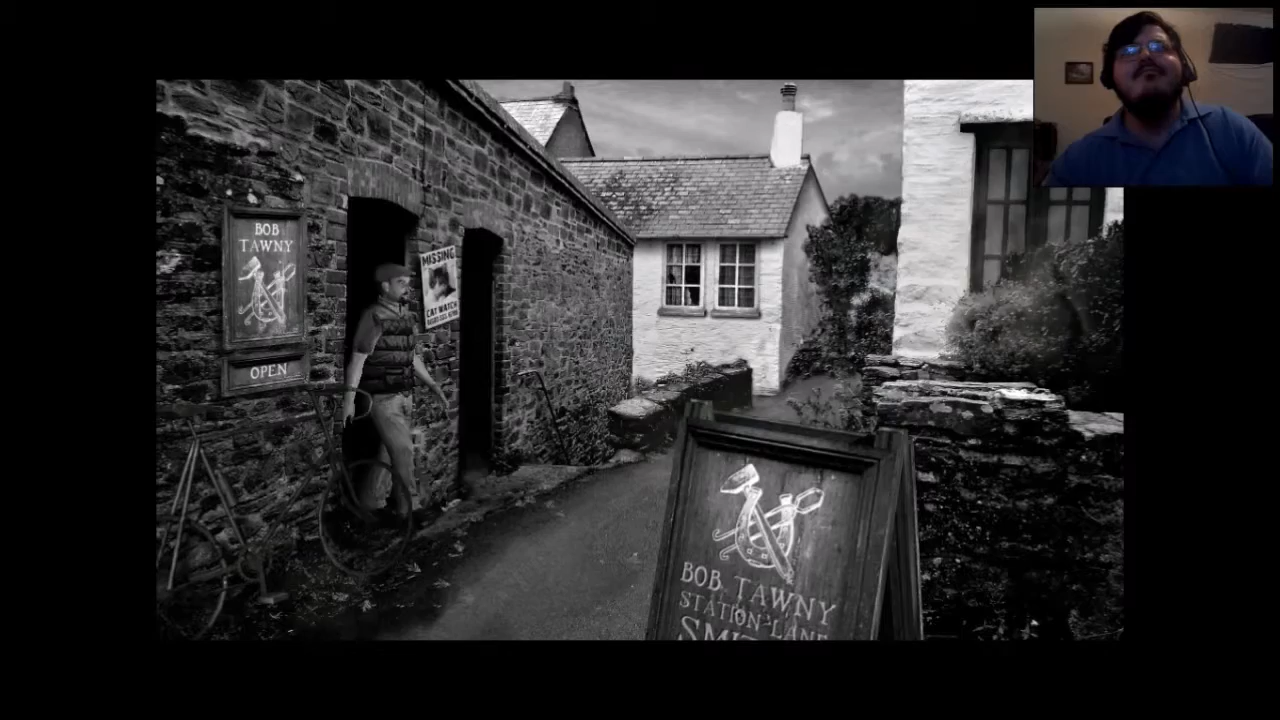 BOB
TAWNY
OPEN
MISSING
CAT WATCH
BOB TAWNY
STATION LANE